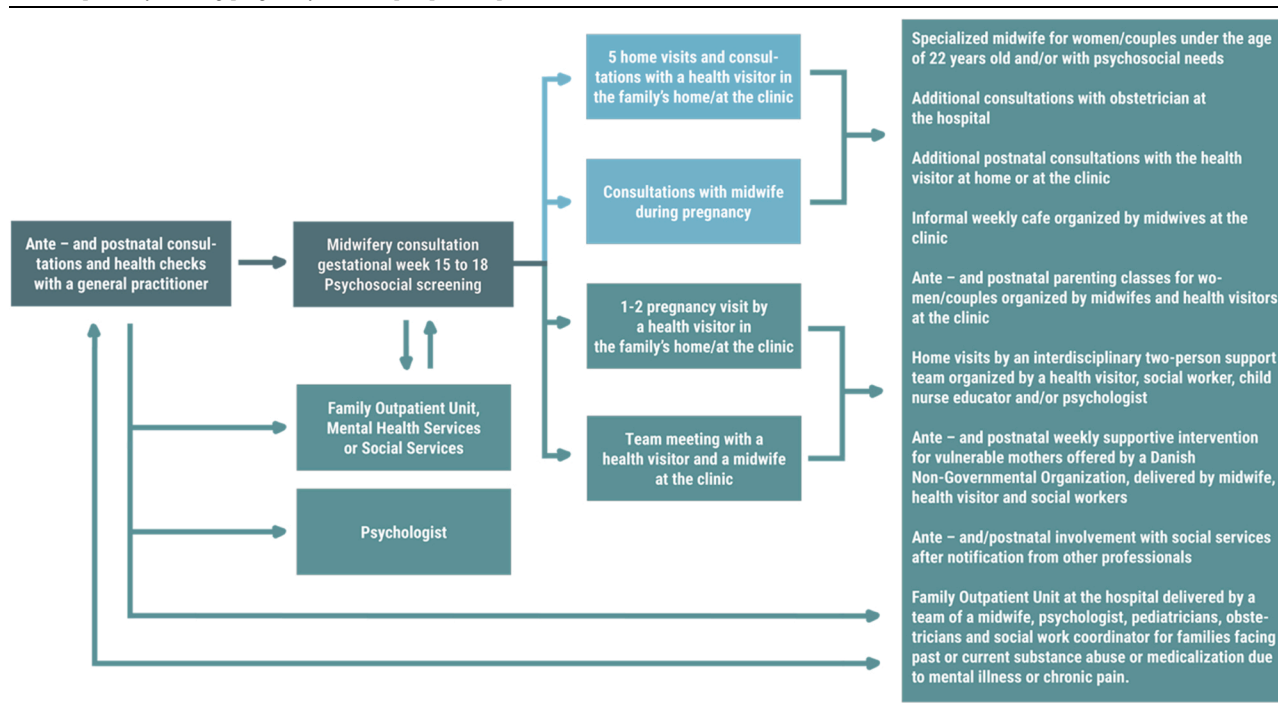 Ante – and postnatal consul-
tations and health checks
with a general practitioner
Midwifery consultation
gestational week 15 to 18
Psychosocial screening
Family Outpatient Unit,
Mental Health Services
or Social Services
Psychologist
5 home visits and consul-
tations with a health visitor in
the family's home/at the clinic
Consultations with midwife
during pregnancy
1-2 pregnancy visit by
a health visitor in
the family's home/at the clinic
Team meeting with a
health visitor and a midwife
at the clinic
Specialized midwife for women/couples under the age
of 22 years old and/or with psychosocial needs
Additional consultations with obstetrician at
the hospital
Additional postnatal consultations with the health
visitor at home or at the clinic
Informal weekly cafe organized by midwives at the
clinic
Ante – and postnatal parenting classes for wo-
men/couples organized by midwifes and health visitors
at the clinic
Home visits by an interdisciplinary two-person support
team organized by a health visitor, social worker, child
nurse educator and/or psychologist
Ante – and postnatal weekly supportive intervention
for vulnerable mothers offered by a Danish
Non-Governmental Organization, delivered by midwife,
health visitor and social workers
Ante – and/postnatal involvement with social services
after notification from other professionals
Family Outpatient Unit at the hospital delivered by a
team of a midwife, psychologist, pediatricians, obste-
tricians and social work coordinator for families facing
past or current substance abuse or medicalization due
to mental illness or chronic pain.